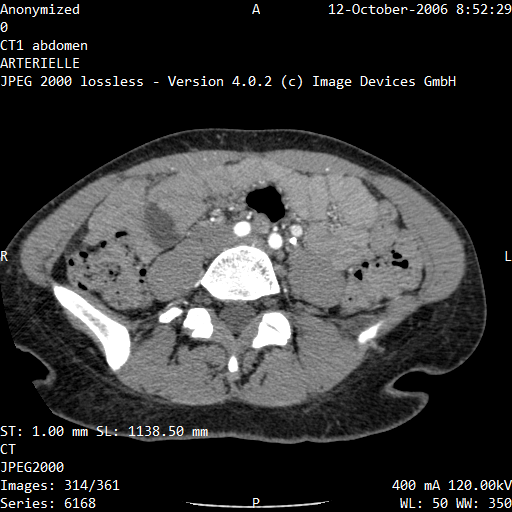 Anonymized A 12-October-2006 8:52:29
0
CT1 abdomen
ARTERIELLE
JPEG 2000 lossless - Version 4.0.2 (c) Image Devices GmbH
R L
ST: 1.00 mm SL: 1138.50 mm
CT
JPEG2000
Images: 314/361 400 mA 120.00kV
Series: 6168 P WL: 50 WW: 350